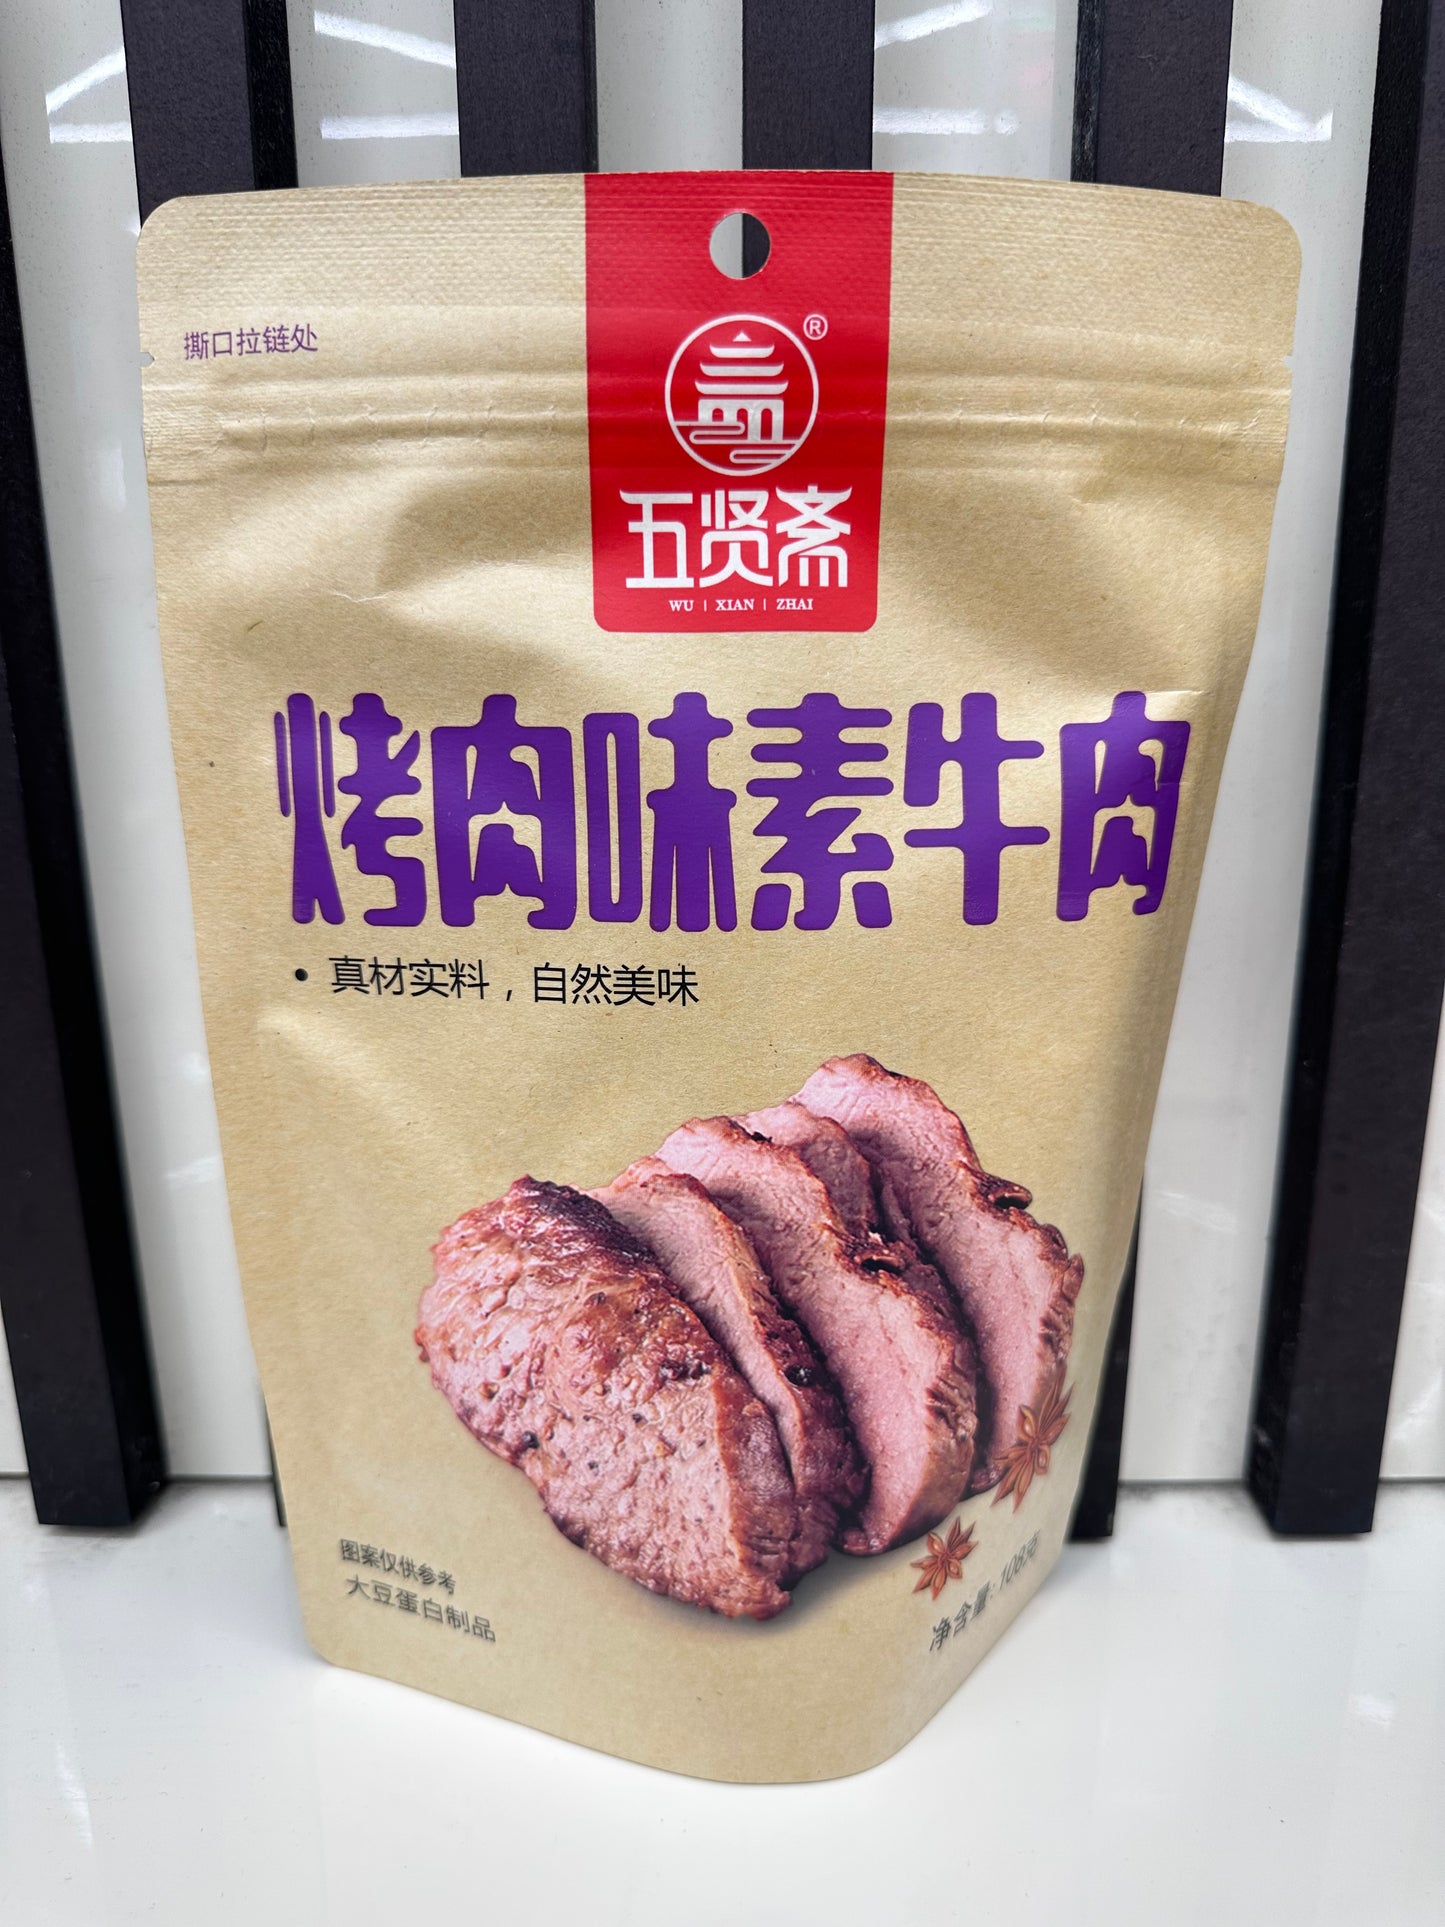 撕口拉链处
®
五贤斋
WU | XIAN | ZHAI
烤肉味素牛肉
• 真材实料，自然美味
图案仅供参考
大豆蛋白制品
净含量: 108克